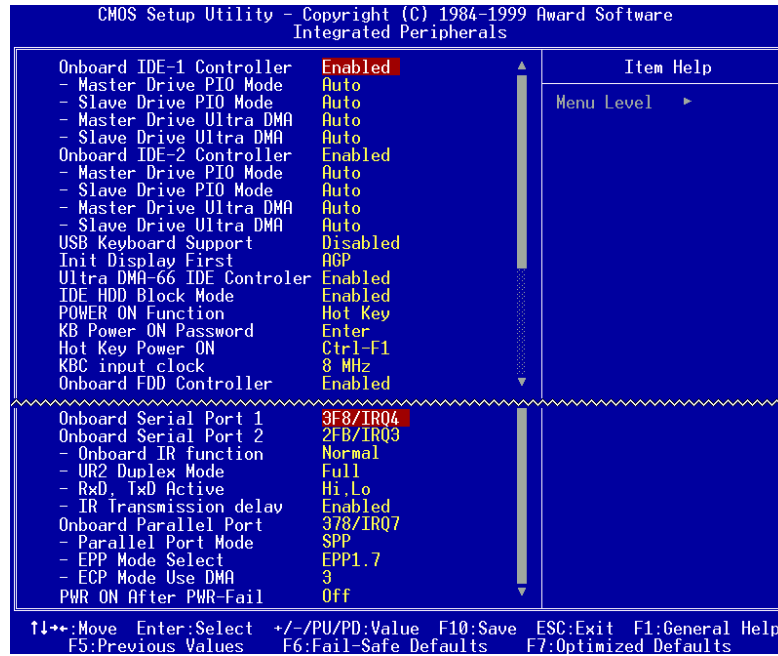 CMOS Setup Utility – Copyright (C) 1984-1999 Award Software
Integrated Peripherals
Onboard IDE-1 Controller Enabled
- Master Drive PIO Mode Auto
- Slave Drive PIO Mode Auto
- Master Drive Ultra DMA Auto
- Slave Drive Ultra DMA Auto
Onboard IDE-2 Controller Enabled
- Master Drive PIO Mode Auto
- Slave Drive PIO Mode Auto
- Master Drive Ultra DMA Auto
- Slave Drive Ultra DMA Auto
USB Keyboard Support Disabled
Init Display First AGP
Ultra DMA-66 IDE Controler Enabled
IDE HDD Block Mode Enabled
POWER ON Function Hot Key
KB Power ON Password Enter
Hot Key Power ON Ctrl-F1
KBC input clock 8 MHz
Onboard FDD Controller Enabled
Item Help
Menu Level ►
Onboard Serial Port 1 3F8/IRQ4
Onboard Serial Port 2 2FB/IRQ3
- Onboard IR function Normal
- UR2 Duplex Mode Full
- RxD, TxD Active Hi,Lo
- IR Transmission delay Enabled
Onboard Parallel Port 378/IRQ7
- Parallel Port Mode SPP
- EPP Mode Select EPP1.7
- ECP Mode Use DMA 3
PWR ON After PWR-Fail Off
↑↓→←:Move Enter:Select +/-/PU/PD:Value F10:Save ESC:Exit F1:General Help
F5:Previous Values F6:Fail-Safe Defaults F7:Optimized Defaults